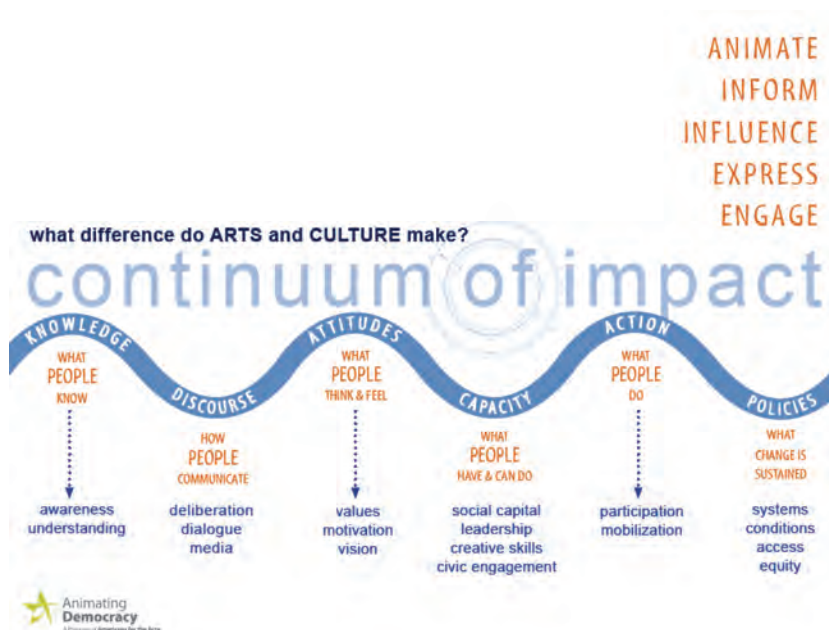 ANIMATE
INFORM
INFLUENCE
EXPRESS
ENGAGE
what difference do ARTS and CULTURE make?
continuum of impact
KNOWLEDGE
WHAT
PEOPLE
KNOW
awareness
understanding
DISCOURSE
HOW
PEOPLE
COMMUNICATE
deliberation
dialogue
media
ATTITUDES
WHAT
PEOPLE
THINK & FEEL
values
motivation
vision
CAPACITY
WHAT
PEOPLE
HAVE & CAN DO
social capital
leadership
creative skills
civic engagement
ACTION
WHAT
PEOPLE
DO
participation
mobilization
POLICIES
WHAT
CHANGE IS
SUSTAINED
systems
conditions
access
equity
Animating
Democracy